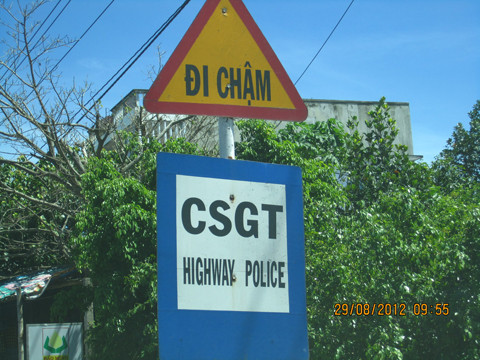 ĐI CHẬM
CSGT
HIGHWAY POLICE
29/08/2012 09:55